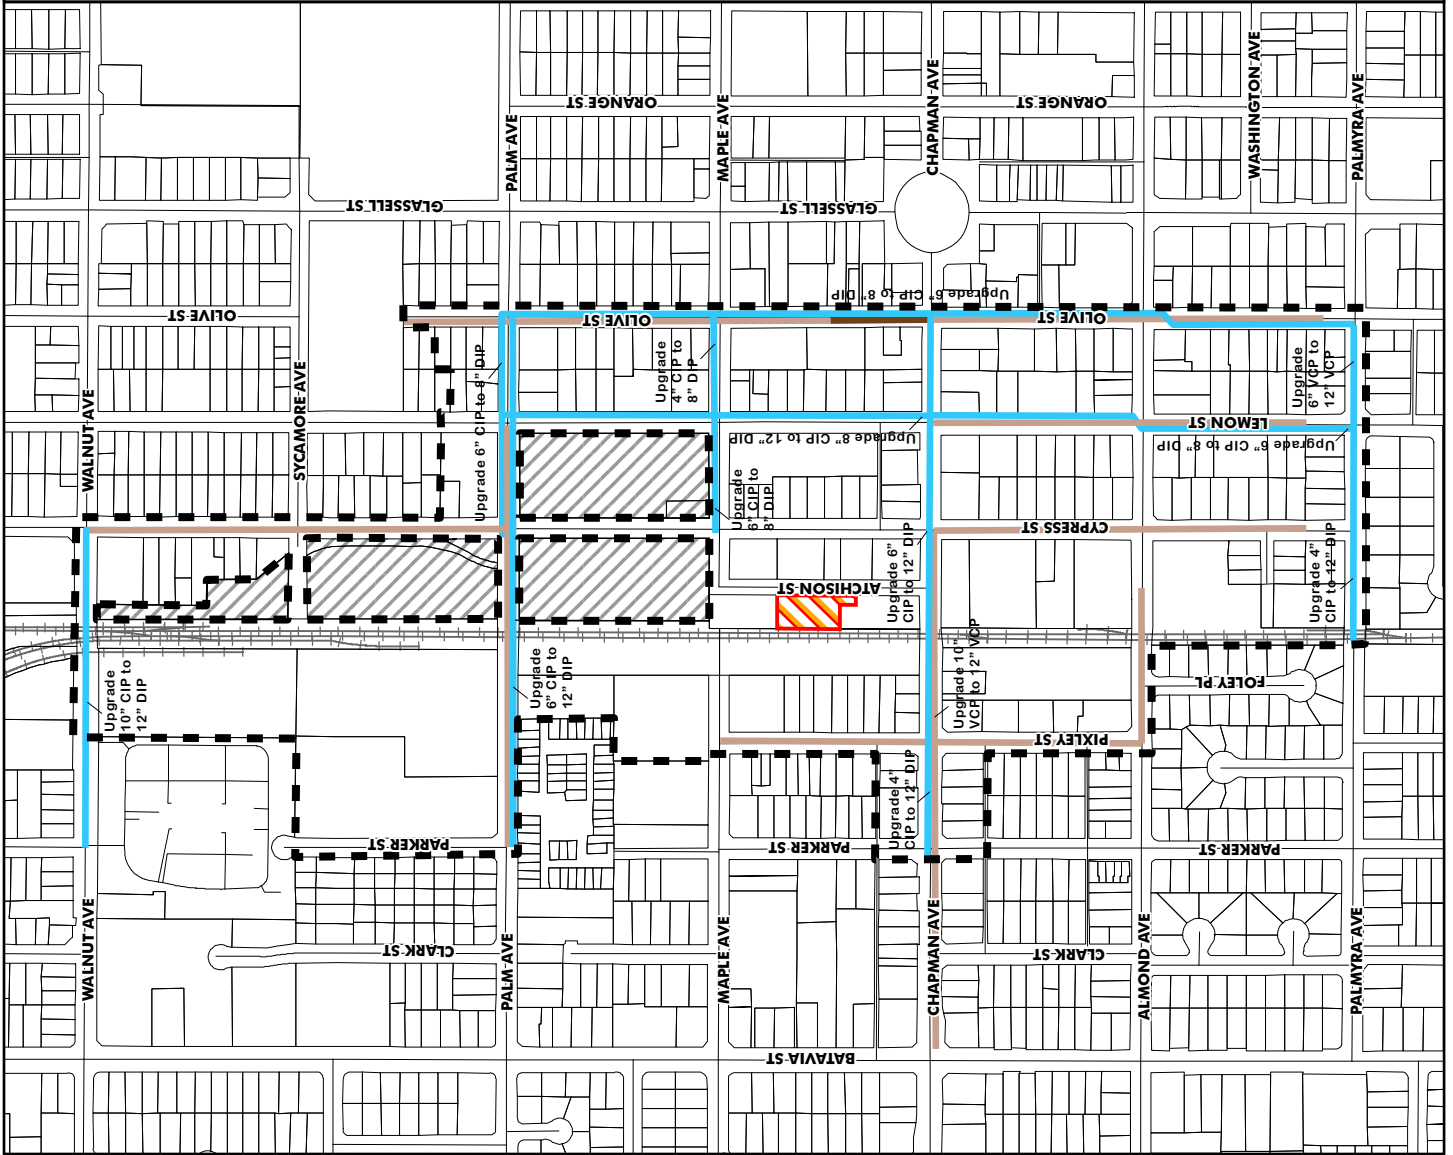 WASHINGTON AVE
CHAPMAN AVE
PALMYRA AVE
MAPLE AVE
ORANGE ST
ORANGE ST
PALM AVE
GLASSELL ST
GLASSELL ST
Upgrade 6” CIP to 8” DIP
OLIVE ST
OLIVE ST
OLIVE ST
Upgrade
4” CIP to
8” DIP
Upgrade
6” VCP to
12” VCP
Upgrade 6” CIP to 8” DIP
SYCAMORE AVE
WALNUT AVE
LEMON ST
Upgrade 8” CIP to 12” DIP
Upgrade 6” CIP to 8” DIP
Upgrade
6” CIP to
8” DIP
CYPRESS ST
Upgrade 6”
CIP to 12” DIP
Upgrade 4”
CIP to 12” DIP
ATCHISON ST
Upgrade
10” CIP to
12” DIP
Upgrade
6” CIP to
12” DIP
Upgrade 10”
VCP to 12” VCP
FOLEY PL
PIXLEY ST
Upgrade 4”
CIP to 12” DIP
PARKER ST
PARKER ST
PARKER ST
WALNUT AVE
PALM AVE
MAPLE AVE
CHAPMAN AVE
ALMOND AVE
PALMYRA AVE
CLARK ST
CLARK ST
BATAVIA ST